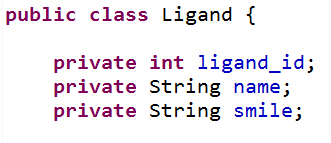 public class Ligand {
private int ligand_id;
private String name;
private String smile;